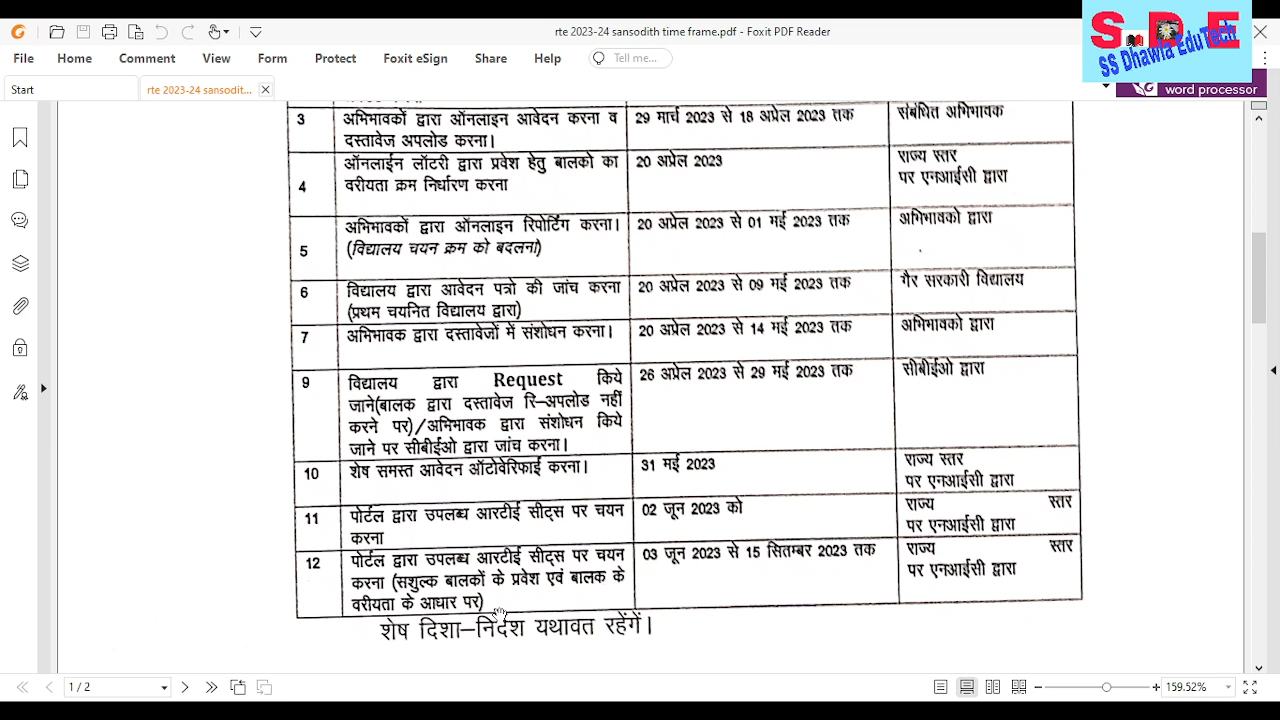 rte 2023-24 sansodith time frame.pdf - Foxit PDF Reader
S.D.E
SS Dhawla EduTech
File Home Comment View Form Protect Foxit eSign Share Help Tell me...
Start
rte 2023-24 sansodit...
word processor
3 अभिभावकों द्वारा ऑनलाइन आवेदन करना व 29 मार्च 2023 से 18 अप्रेल 2023 तक संबंधित अभिभावक
दस्तावेज अपलोड करना।
ऑनलाईन लॉटरी द्वारा प्रवेश हेतु बालको का 20 अप्रेल 2023 राज्य स्तर
4 वरीयता क्रम निर्धारण करना पर एनआईसी द्वारा
अभिभावकों द्वारा ऑनलाइन रिपोर्टिंग करना। 20 अप्रेल 2023 से 01 मई 2023 तक अभिभावको द्वारा
5 (विद्यालय चयन क्रम को बदलना)
6 विद्यालय द्वारा आवेदन पत्रो की जांच करना 20 अप्रेल 2023 से 09 मई 2023 तक गैर सरकारी विद्यालय
(प्रथम चयनित विद्यालय द्वारा)
7 अभिभावक द्वारा दस्तावेजों में संशोधन करना। 20 अप्रेल 2023 से 14 मई 2023 तक अभिभावको द्वारा
9 विद्यालय द्वारा Request किये 26 अप्रेल 2023 से 29 मई 2023 तक सीबीईओ द्वारा
जाने(बालक द्वारा दस्तावेज रि–अपलोड नहीं
करने पर)/अभिभावक द्वारा संशोधन किये
जाने पर सीबीईओ द्वारा जांच करना।
10 शेष समस्त आवेदन ऑटोवेरिफाई करना। 31 मई 2023 राज्य स्तर
पर एनआईसी द्वारा
11 पोर्टल द्वारा उपलब्ध आरटीई सीट्स पर चयन 02 जून 2023 को राज्य स्तर
करना पर एनआईसी द्वारा
12 पोर्टल द्वारा उपलब्ध आरटीई सीट्स पर चयन 03 जून 2023 से 15 सितम्बर 2023 तक राज्य स्तर
करना (सशुल्क बालकों के प्रवेश एवं बालक के पर एनआईसी द्वारा
वरीयता के आधार पर)
शेष दिशा–निर्देश यथावत रहेंगें।
1 / 2
159.52%